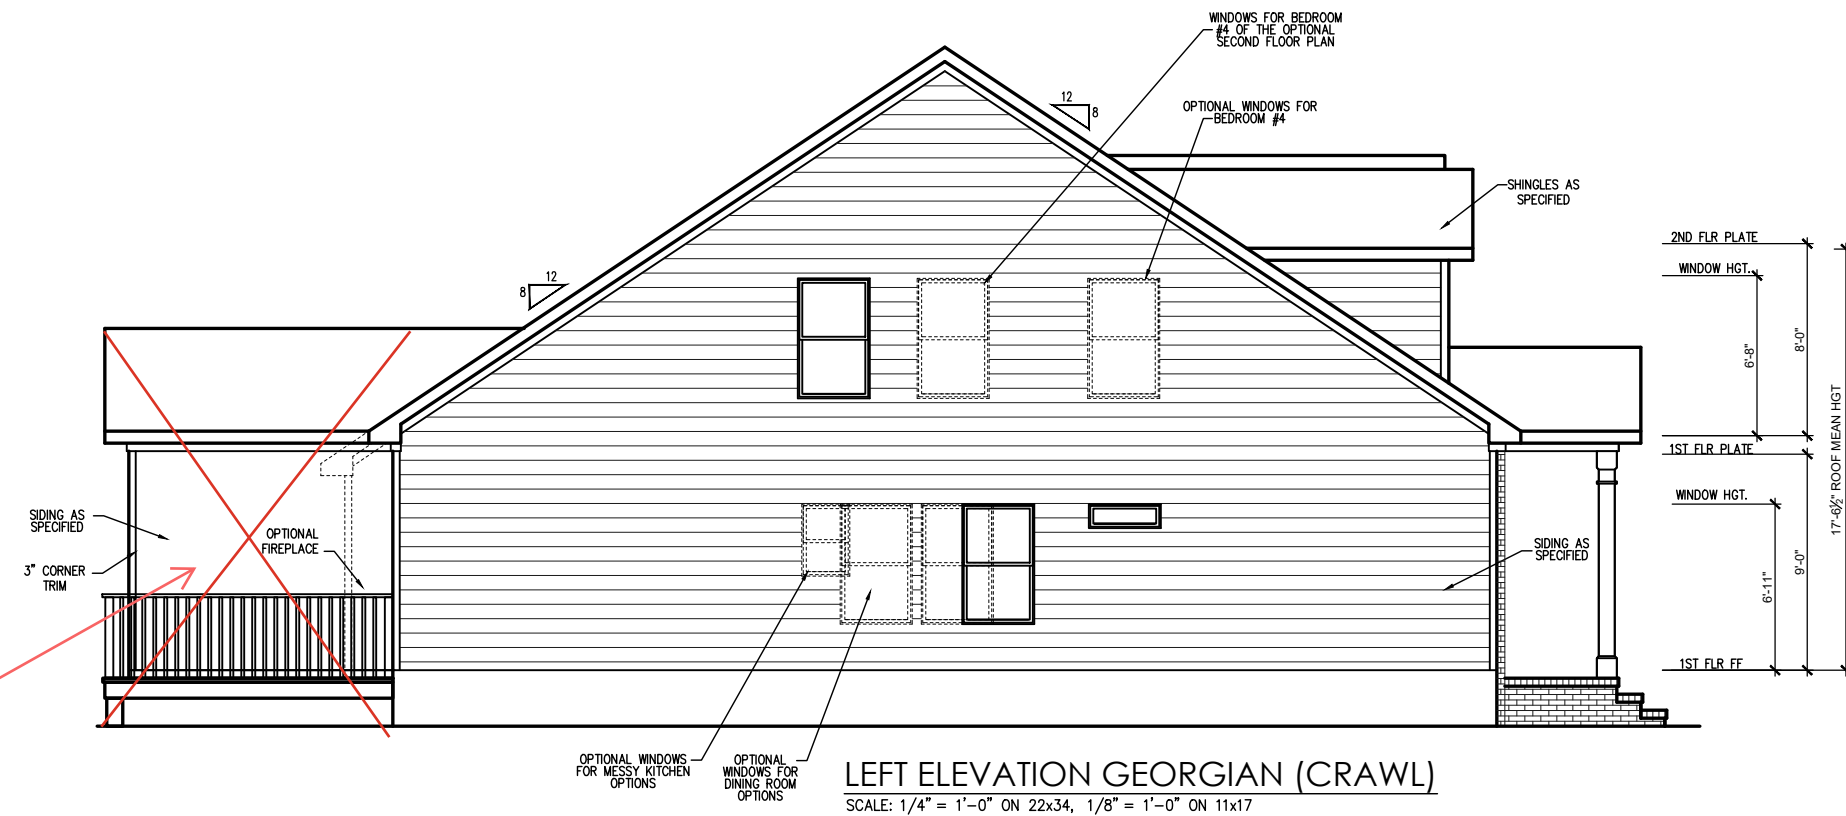 WINDOWS FOR BEDROOM
#4 OF THE OPTIONAL
SECOND FLOOR PLAN
12
8
OPTIONAL WINDOWS FOR
BEDROOM #4
SHINGLES AS
SPECIFIED
2ND FLR PLATE
WINDOW HGT.
12
8
6'-8"
8'-0"
1ST FLR PLATE
WINDOW HGT.
17'-6½" ROOF MEAN HGT
SIDING AS
SPECIFIED
OPTIONAL
FIREPLACE
3" CORNER
TRIM
SIDING AS
SPECIFIED
6'-11"
9'-0"
1ST FLR FF
OPTIONAL WINDOWS
FOR MESSY KITCHEN
OPTIONS
OPTIONAL
WINDOWS FOR
DINING ROOM
OPTIONS
LEFT ELEVATION GEORGIAN (CRAWL)
SCALE: 1/4" = 1'-0" ON 22x34, 1/8" = 1'-0" ON 11x17